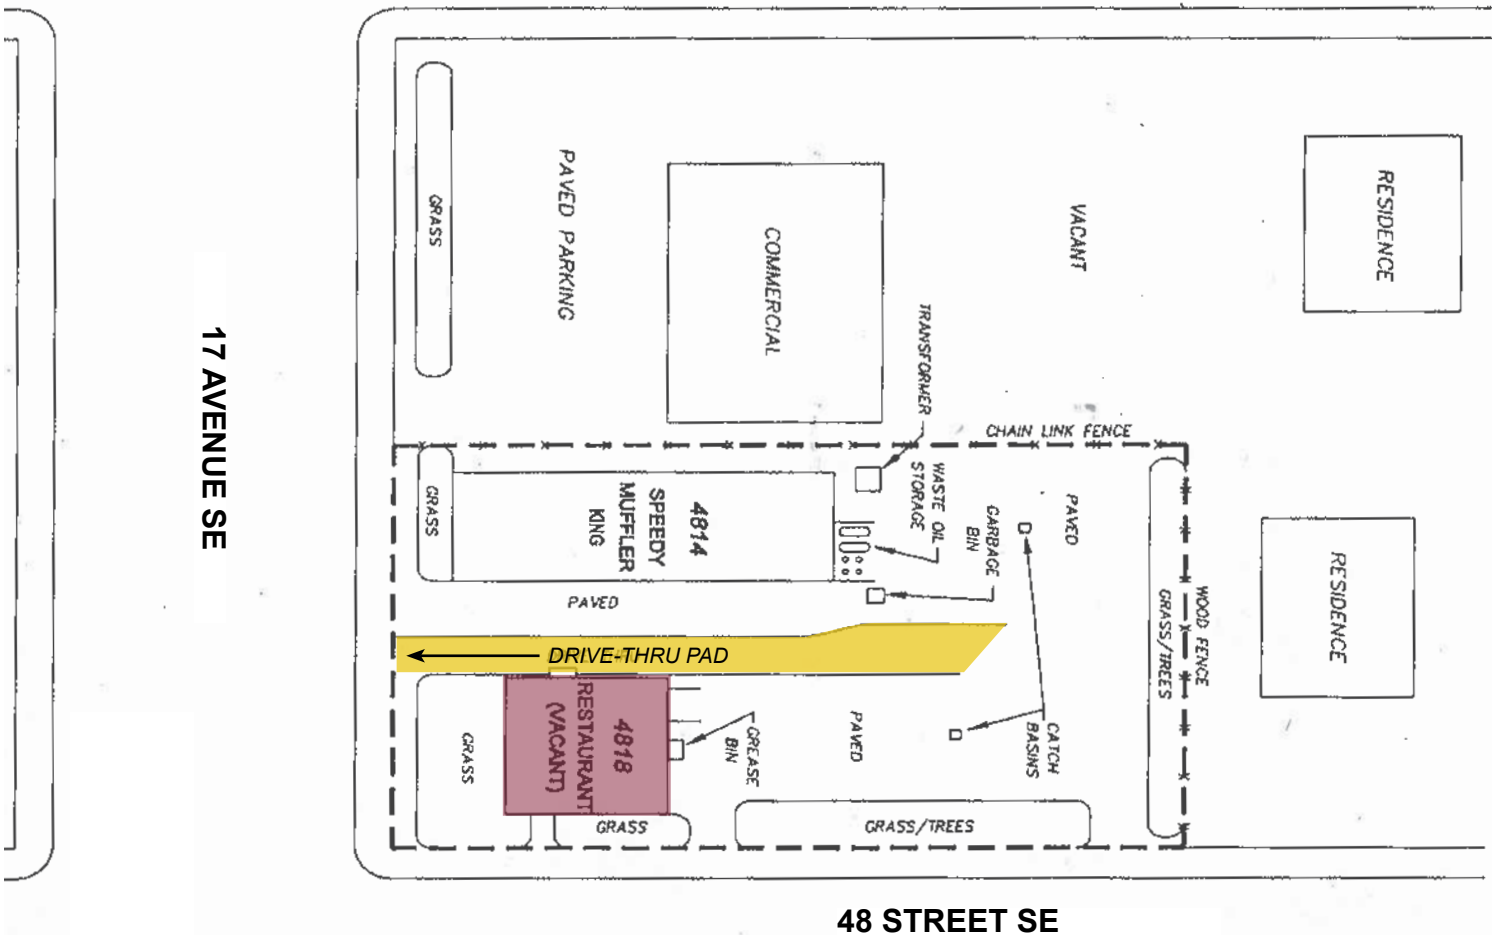 17 AVENUE SE
GRASS
PAVED PARKING
COMMERCIAL
VACANT
RESIDENCE
TRANSFORMER
CHAIN LINK FENCE
GRASS
4814
SPEEDY
MUFFLER
KING
WASTE OIL
STORAGE
GARBAGE
BIN
PAVED
PAVED
WOOD FENCE
GRASS/TREES
RESIDENCE
DRIVE-THRU PAD
GRASS
4818
RESTAURANT
(VACANT)
GREASE
BIN
PAVED
CATCH
BASINS
GRASS
GRASS/TREES
48 STREET SE